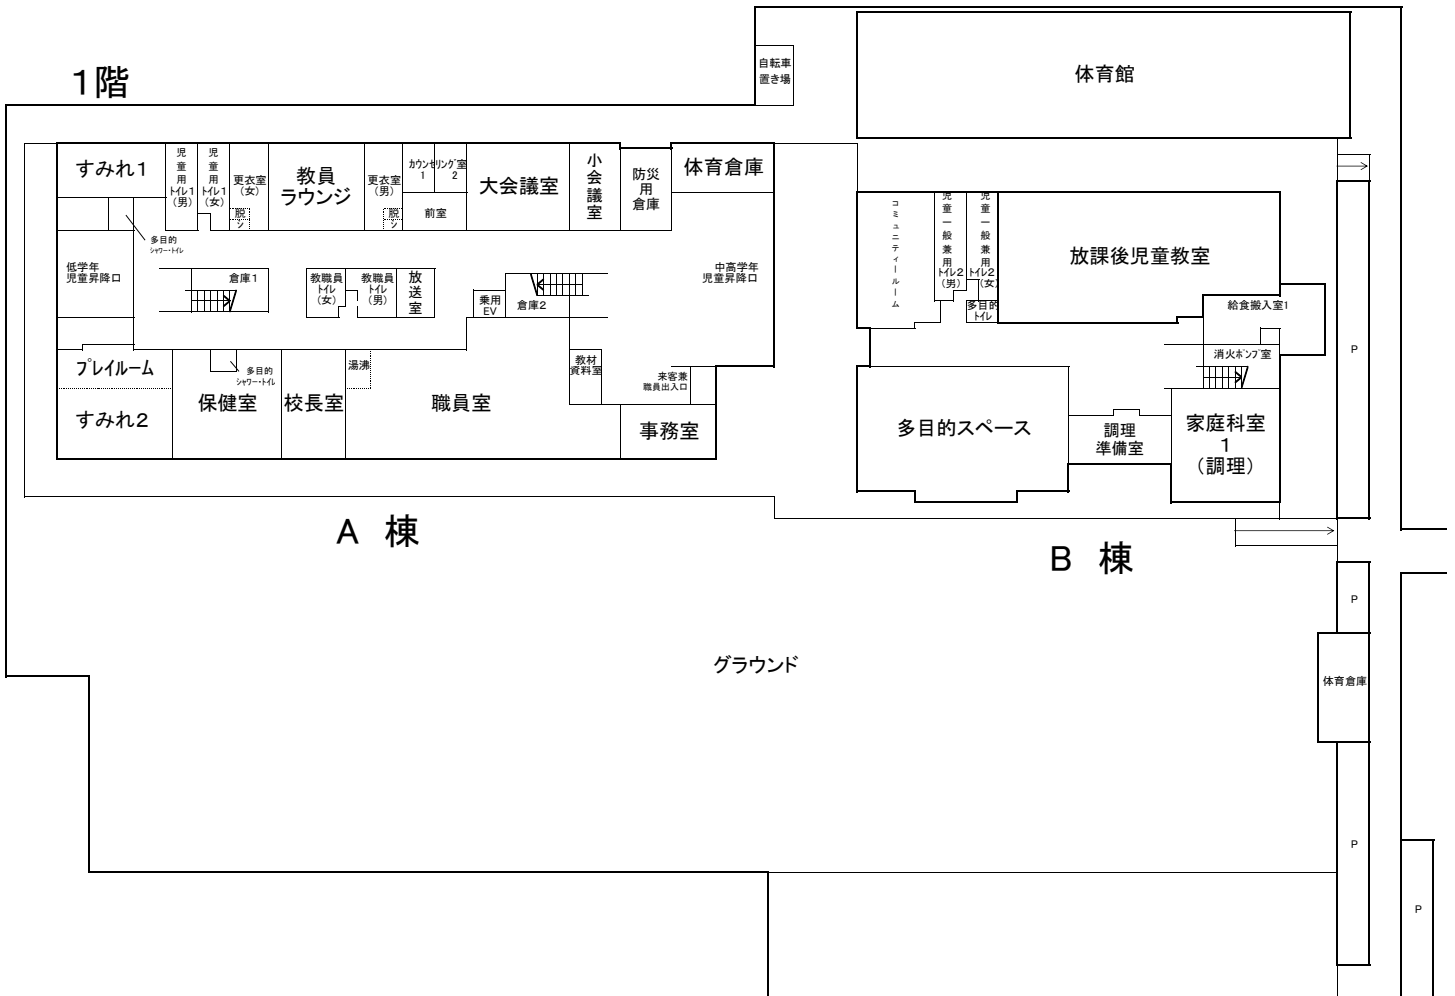 1階
自転車
置き場
体育館
すみれ1
児童用
トイレ1
(男)
児童用
トイレ1
(女)
更衣室
(女)
脱
シ
教員
ラウンジ
更衣室
(男)
脱
シ
カウンセリング室
1 2
前室
大会議室
小会議室
防災用
倉庫
体育倉庫
多目的
シャワー・トイレ
低学年
児童昇降口
倉庫1
教職員
トイレ
(女)
教職員
トイレ
(男)
放送室
乗用
EV
倉庫2
中高学年
児童昇降口
プレイルーム
すみれ2
多目的
シャワー・トイレ
保健室
校長室
湯沸
職員室
教材
資料室
来客兼
職員出入口
事務室
コミュニティールーム
児童一般兼用
トイレ2
(男)
児童一般兼用
トイレ2
(女)
多目的
トイレ
放課後児童教室
給食搬入室1
消火ポンプ室
多目的スペース
調理
準備室
家庭科室
1
(調理)
P
A 棟
B 棟
P
グラウンド
体育倉庫
P
P